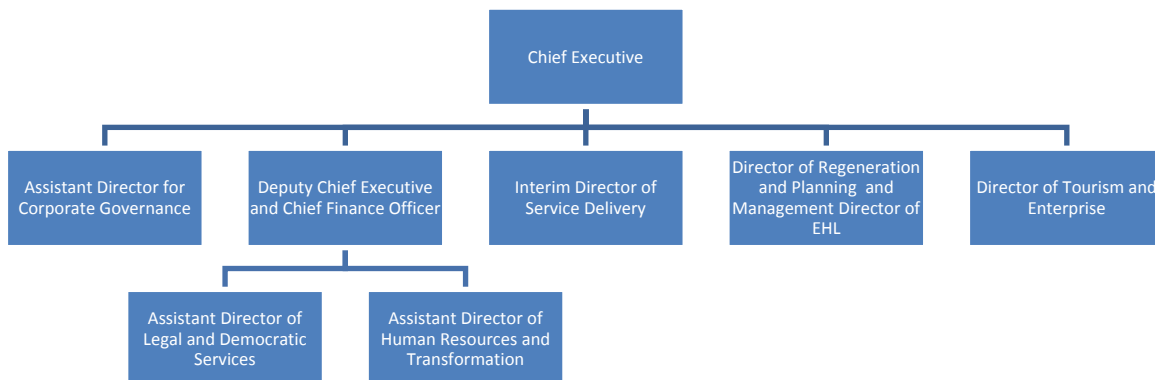 Chief Executive
Assistant Director for
Corporate Governance
Deputy Chief Executive
and Chief Finance Officer
Interim Director of
Service Delivery
Director of Regeneration
and Planning and
Management Director of
EHL
Director of Tourism and
Enterprise
Assistant Director of
Legal and Democratic
Services
Assistant Director of
Human Resources and
Transformation